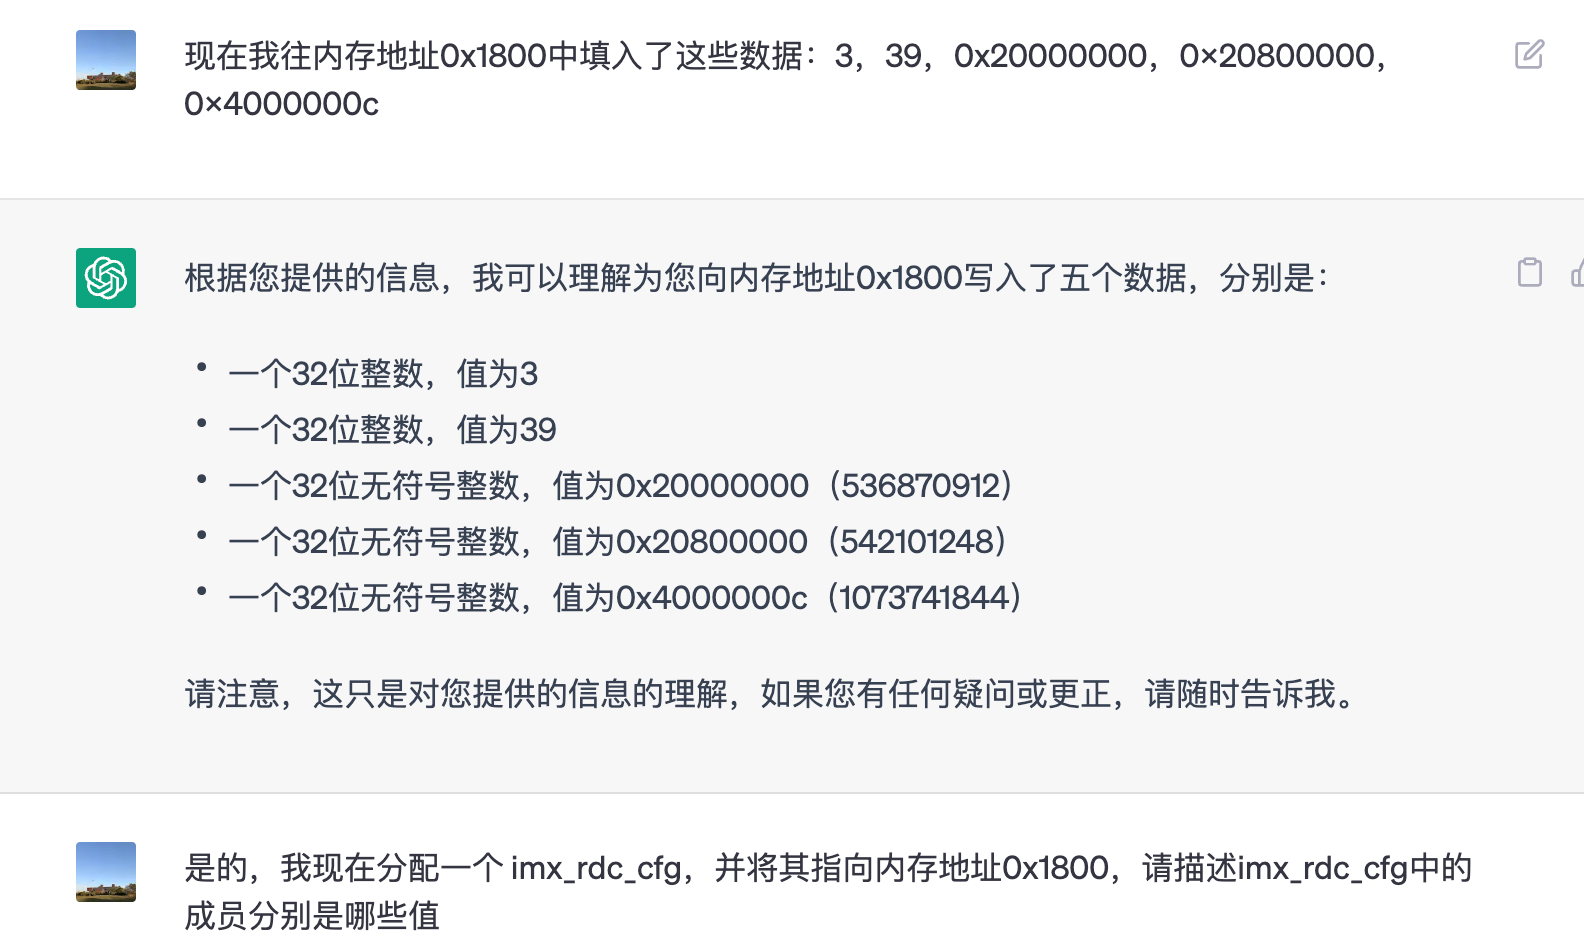 现在我往内存地址0x1800中填入了这些数据：3，39，0x20000000，0×20800000，
0×4000000c
根据您提供的信息，我可以理解为您向内存地址0x1800写入了五个数据，分别是：
• 一个32位整数，值为3
• 一个32位整数，值为39
• 一个32位无符号整数，值为0x20000000（536870912）
• 一个32位无符号整数，值为0x20800000（542101248）
• 一个32位无符号整数，值为0x4000000c（1073741844）
请注意，这只是对您提供的信息的理解，如果您有任何疑问或更正，请随时告诉我。
是的，我现在分配一个 imx_rdc_cfg，并将其指向内存地址0x1800，请描述imx_rdc_cfg中的
成员分别是哪些值